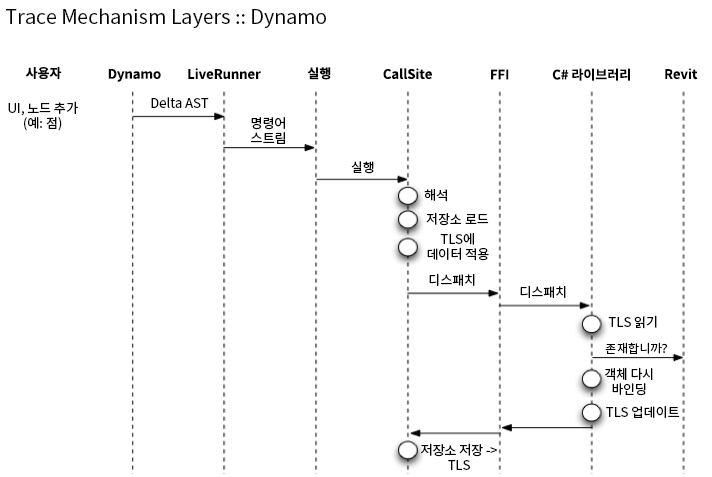 Trace Mechanism Layers :: Dynamo
사용자 Dynamo LiveRunner 실행 CallSite FFI C# 라이브러리 Revit
UI, 노드 추가
(예: 점)
Delta AST
명령어
스트림
실행
해석
저장소 로드
TLS에
데이터 적용
디스패치
디스패치
TLS 읽기
존재합니까?
객체 다시
바인딩
TLS 업데이트
저장소 저장 ->
TLS